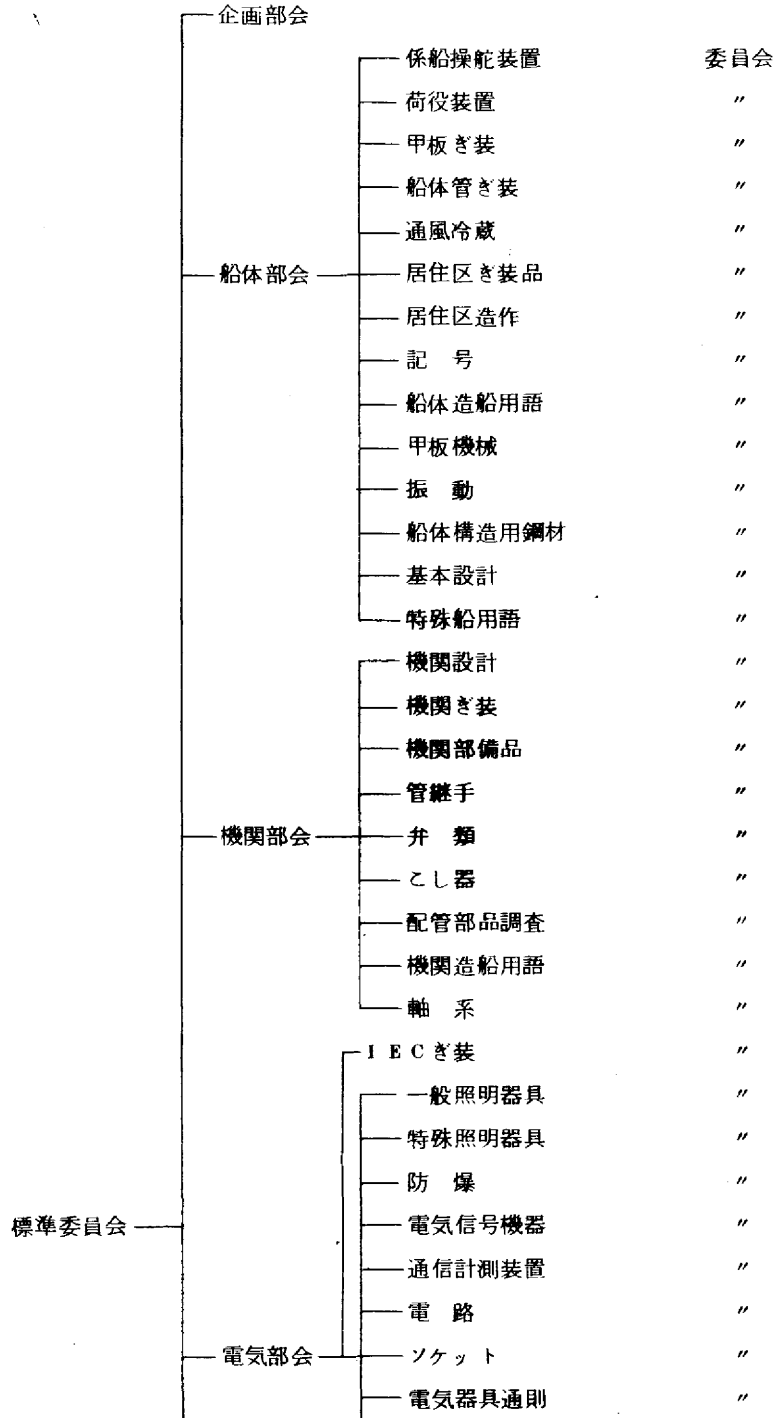 企画部会
係船操舵装置 委員会
荷役装置 〃
甲板ぎ装 〃
船体管ぎ装 〃
通風冷蔵 〃
船体部会 居住区ぎ装品 〃
居住区造作 〃
記号 〃
船体造船用語 〃
甲板機械 〃
振動 〃
船体構造用鋼材 〃
基本設計 〃
特殊船用語 〃
機関設計 〃
機関ぎ装 〃
機関部備品 〃
管継手 〃
機関部会 弁類 〃
こし器 〃
配管部品調査 〃
機関造船用語 〃
軸系 〃
IECぎ装 〃
一般照明器具 〃
特殊照明器具 〃
防爆 〃
標準委員会 電気信号機器 〃
通信計測装置 〃
電路 〃
電気部会 ソケット 〃
電気器具通則 〃